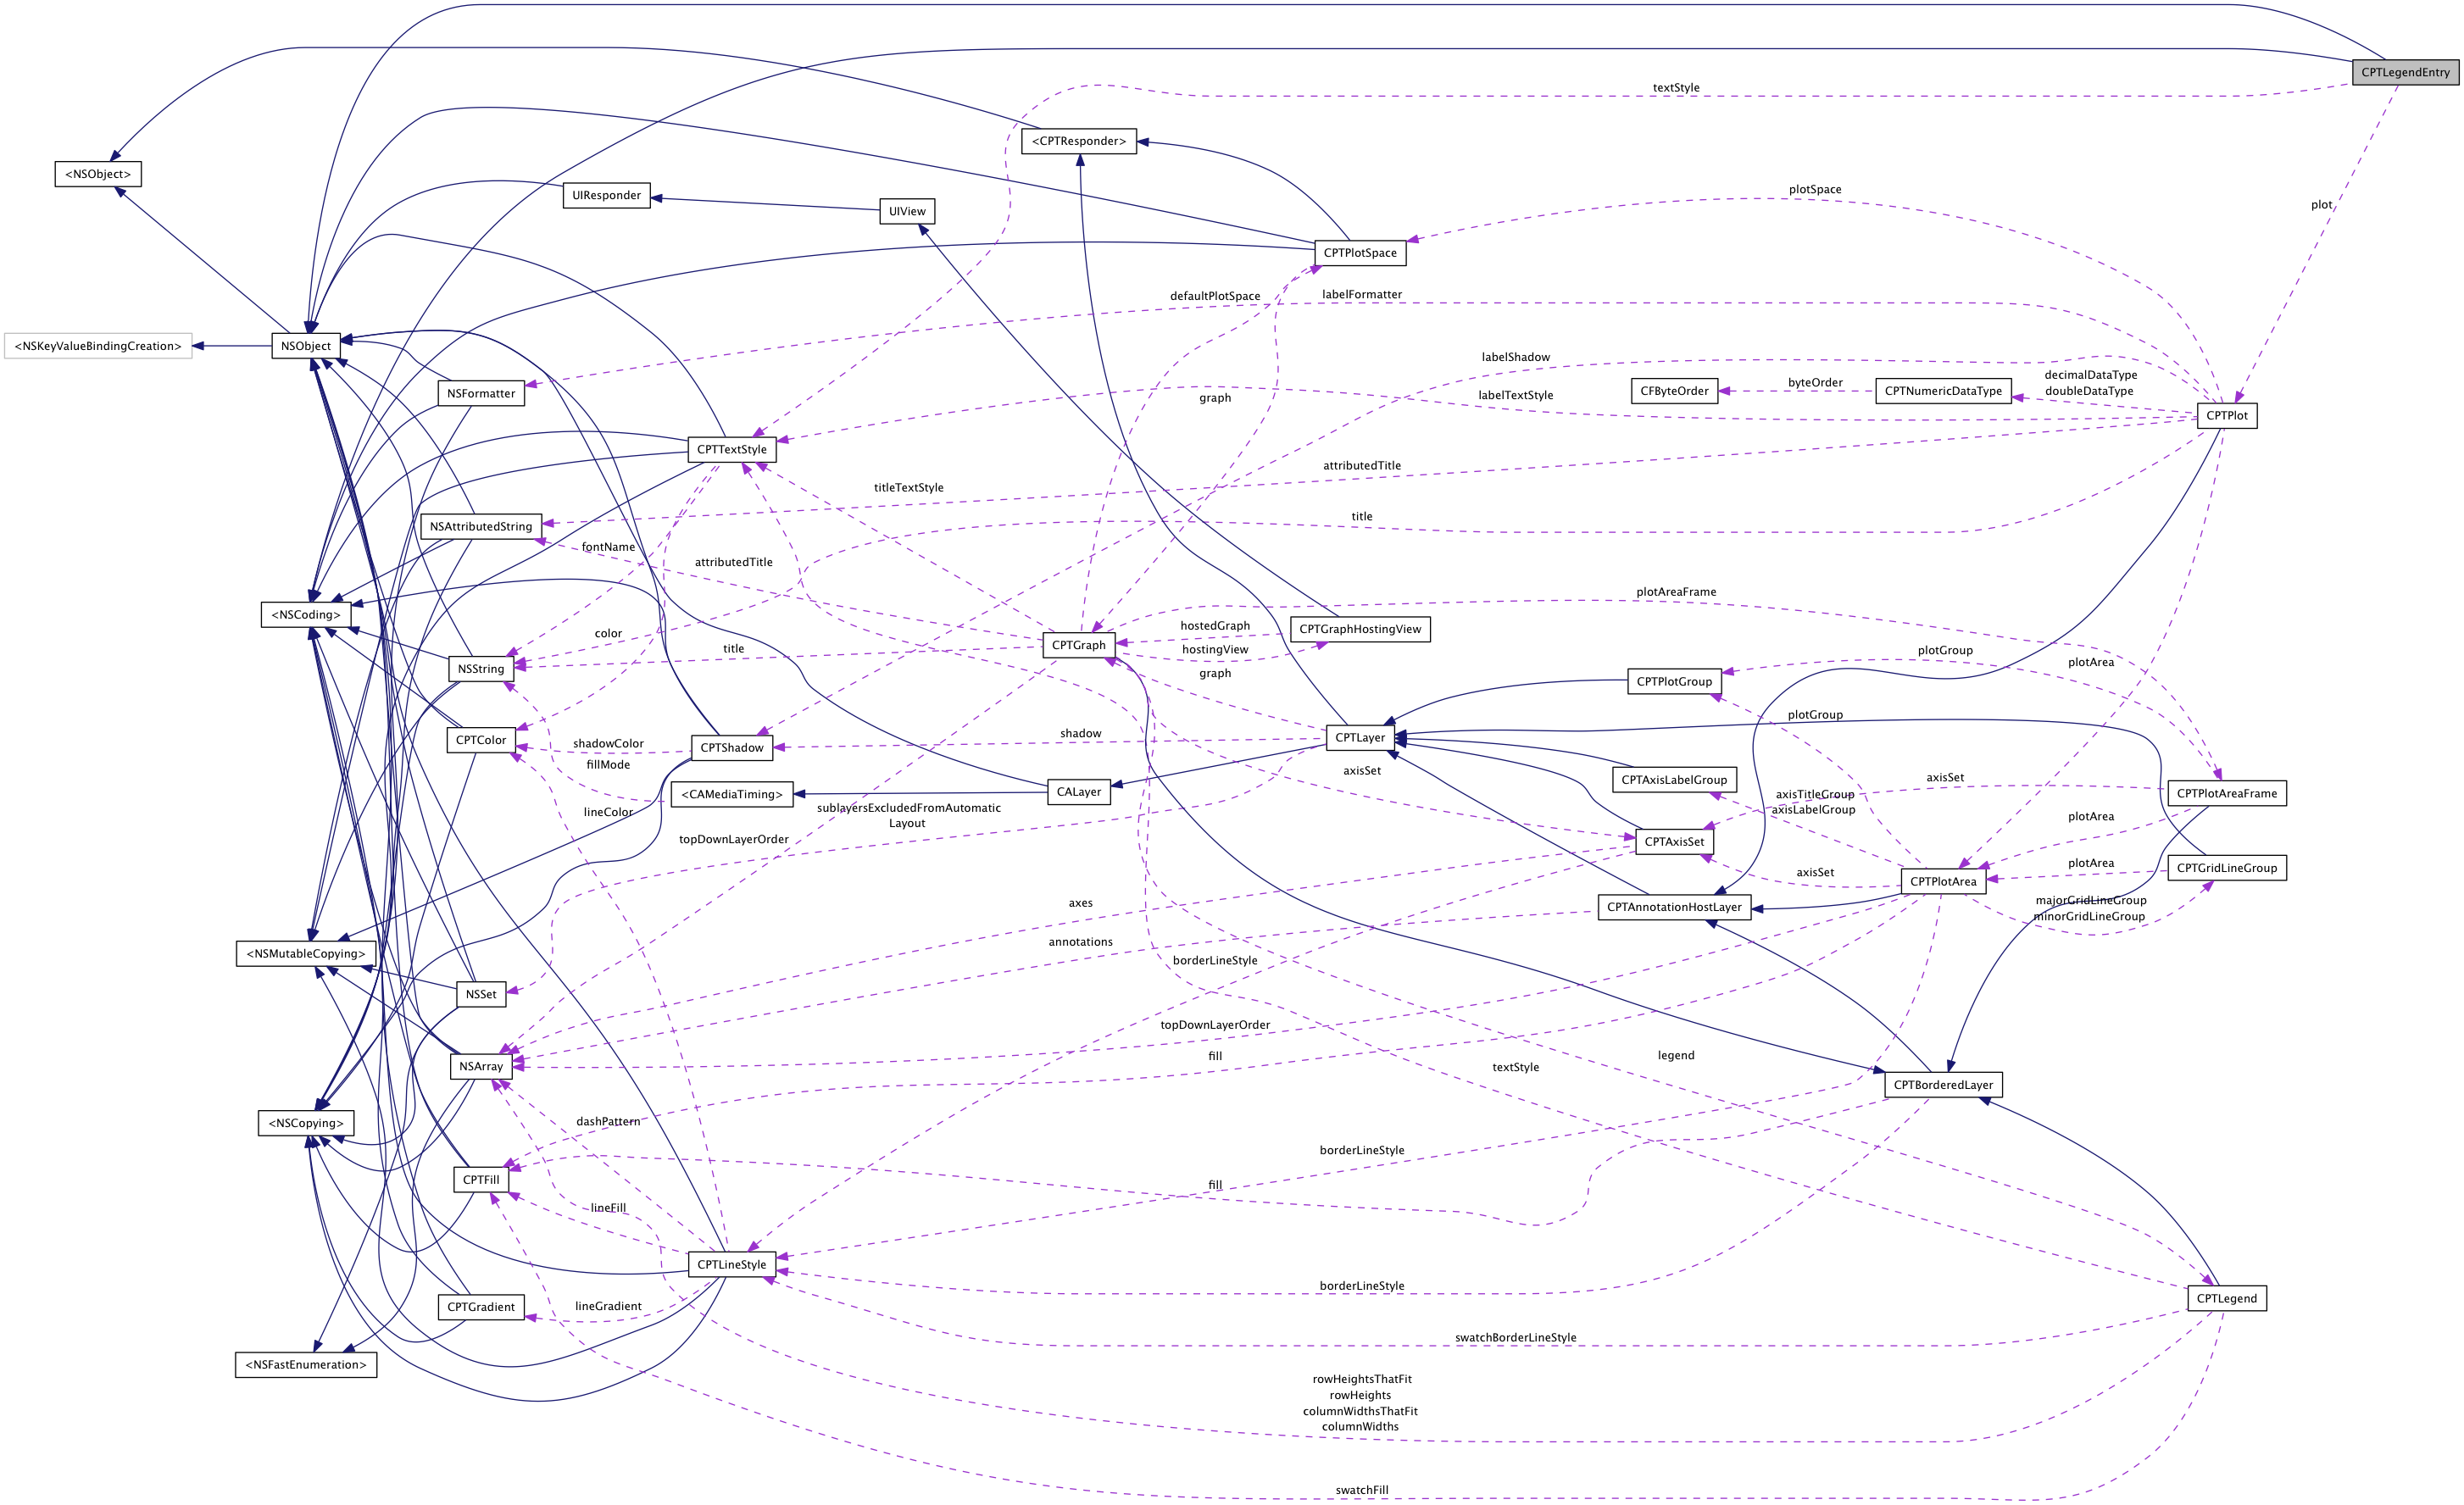 CPTLegendEntry
textStyle
<CPTResponder>
<NSObject>
plotSpace
UIResponder
UIView
plot
CPTPlotSpace
defaultPlotSpace
labelFormatter
<NSKeyValueBindingCreation>
NSObject
labelShadow
decimalDataType
doubleDataType
byteOrder
NSFormatter
CFByteOrder
CPTNumericDataType
graph
labelTextStyle
CPTPlot
CPTTextStyle
attributedTitle
titleTextStyle
title
NSAttributedString
fontName
attributedTitle
plotAreaFrame
<NSCoding>
hostedGraph
CPTGraphHostingView
color
CPTGraph
title
hostingView
plotGroup
plotArea
NSString
graph
CPTPlotGroup
plotGroup
shadow
CPTLayer
CPTColor
shadowColor
CPTShadow
fillMode
axisSet
CPTAxisLabelGroup
axisSet
<CAMediaTiming>
CALayer
CPTPlotAreaFrame
axisTitleGroup
axisLabelGroup
lineColor
sublayersExcludedFromAutomatic
Layout
plotArea
topDownLayerOrder
CPTAxisSet
plotArea
CPTGridLineGroup
axisSet
CPTPlotArea
axes
CPTAnnotationHostLayer
majorGridLineGroup
minorGridLineGroup
annotations
<NSMutableCopying>
borderLineStyle
NSSet
topDownLayerOrder
fill
legend
NSArray
textStyle
CPTBorderedLayer
<NSCopying>
dashPattern
borderLineStyle
CPTFill
fill
lineFill
CPTLineStyle
borderLineStyle
CPTLegend
CPTGradient
lineGradient
swatchBorderLineStyle
<NSFastEnumeration>
rowHeightsThatFit
rowHeights
columnWidthsThatFit
columnWidths
swatchFill